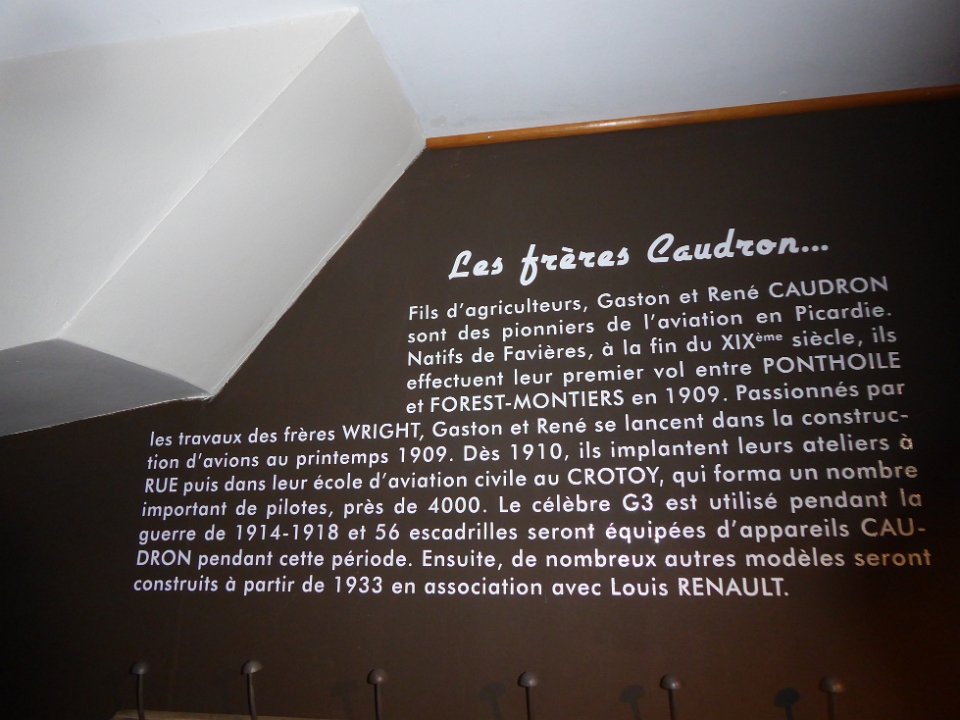 Les frères Caudron...
Fils d'agriculteurs, Gaston et René CAUDRON
sont des pionniers de l'aviation en Picardie.
Natifs de Favières, à la fin du XIXème siècle, ils
effectuent leur premier vol entre PONTHOILE
et FOREST-MONTIERS en 1909. Passionnés par
les travaux des frères WRIGHT, Gaston et René se lancent dans la construc-
tion d'avions au printemps 1909. Dès 1910, ils implantent leurs ateliers à
RUE puis dans leur école d'aviation civile au CROTOY, qui forma un nombre
important de pilotes, près de 4000. Le célèbre G3 est utilisé pendant la
guerre de 1914-1918 et 56 escadrilles seront équipées d'appareils CAU-
DRON pendant cette période. Ensuite, de nombreux autres modèles seront
construits à partir de 1933 en association avec Louis RENAULT.